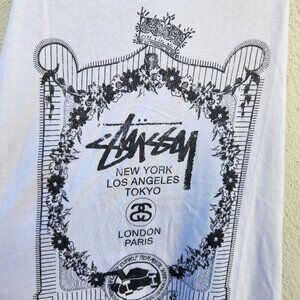 Stüssy
NEW YORK
LOS ANGELES
TOKYO
LONDON
PARIS